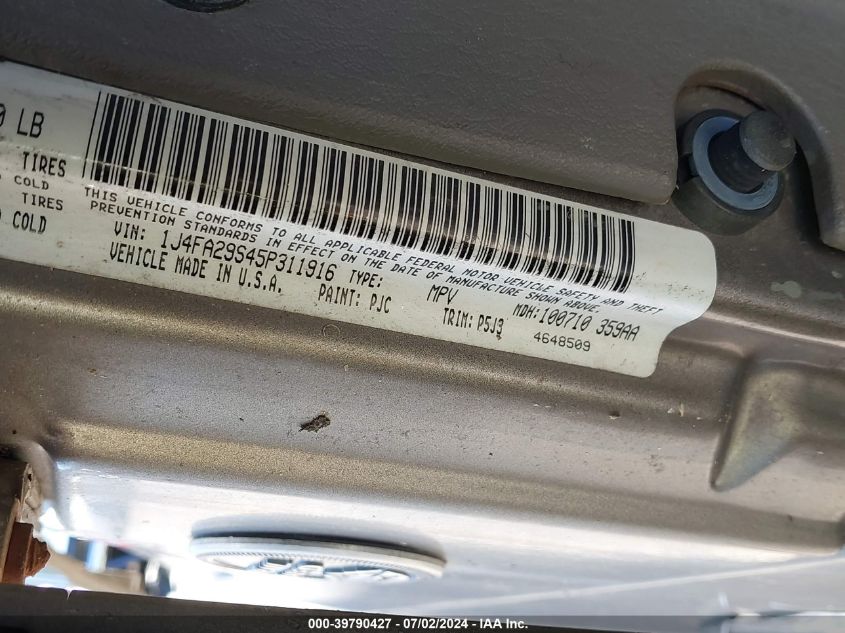 0 LB
TIRES
COLD
TIRES
COLD
THIS VEHICLE CONFORMS TO ALL APPLICABLE FEDERAL MOTOR VEHICLE SAFETY AND THEFT
PREVENTION STANDARDS IN EFFECT ON THE DATE OF MANUFACTURE SHOWN ABOVE.
VIN: 1J4FA29S45P311916 TYPE: MPV MDH: 100710 359AA
VEHICLE MADE IN U.S.A. PAINT: PJC TRIM: P5J3 4648509
000-39790427 / 07/02/2024 - IAA Inc.